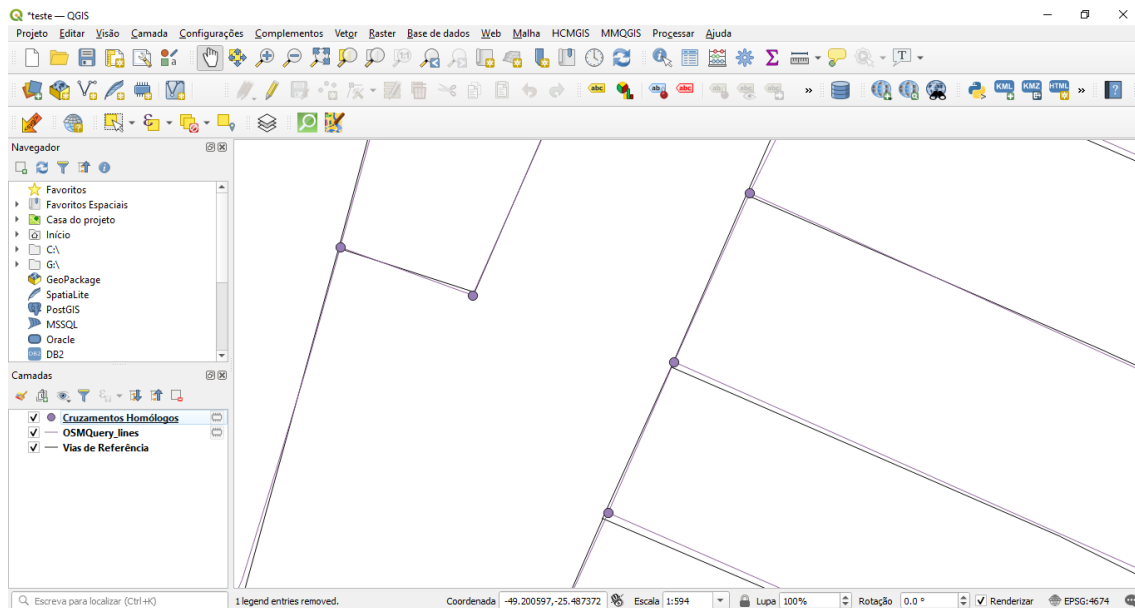 *teste — QGIS
Projeto Editar Visão Camada Configurações Complementos Vetor Raster Base de dados Web Malha HCMGIS MMQGIS Processar Ajuda
abc abc abc KML KMZ HTML
Navegador
Favoritos
Favoritos Espaciais
Casa do projeto
Início
C:\
G:\
GeoPackage
SpatiaLite
PostGIS
MSSQL
Oracle
DB2
Camadas
Cruzamentos Homólogos
OSMQuery_lines
Vias de Referência
Escreva para localizar (Ctrl+K) 1 legend entries removed. Coordenada -49.200597,-25.487372 Escala 1:594 Lupa 100% Rotação 0.0 ° Renderizar EPSG:4674